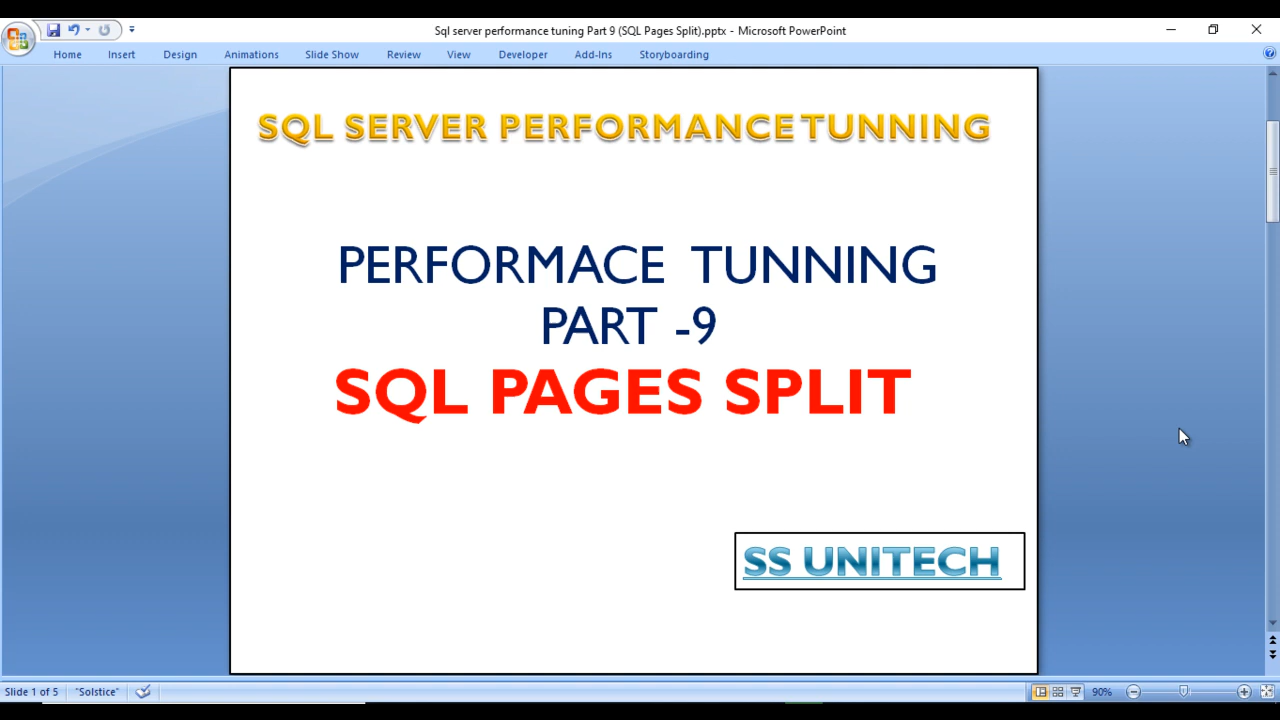 Sql server performance tuning Part 9 (SQL Pages Split).pptx - Microsoft PowerPoint
Home Insert Design Animations Slide Show Review View Developer Add-Ins Storyboarding
SQL SERVER PERFORMANCE TUNNING
PERFORMACE TUNNING
PART -9
SQL PAGES SPLIT
SS UNITECH
Slide 1 of 5 "Solstice" 90%